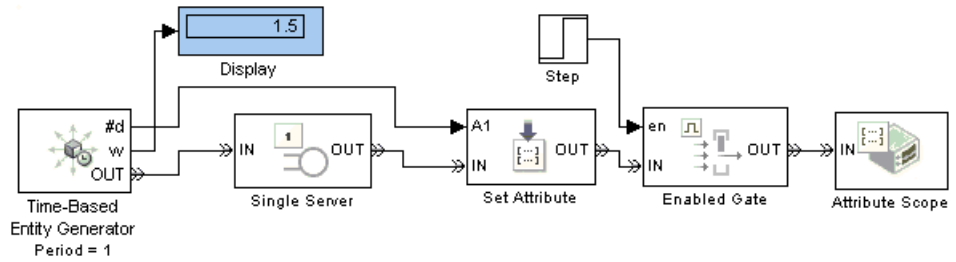 1.5
Display
Step
#d
w
OUT
Time-Based
Entity Generator
Period = 1
IN
1
OUT
Single Server
A1
IN
[...]
OUT
Set Attribute
en
IN
OUT
Enabled Gate
IN
[...]
Attribute Scope